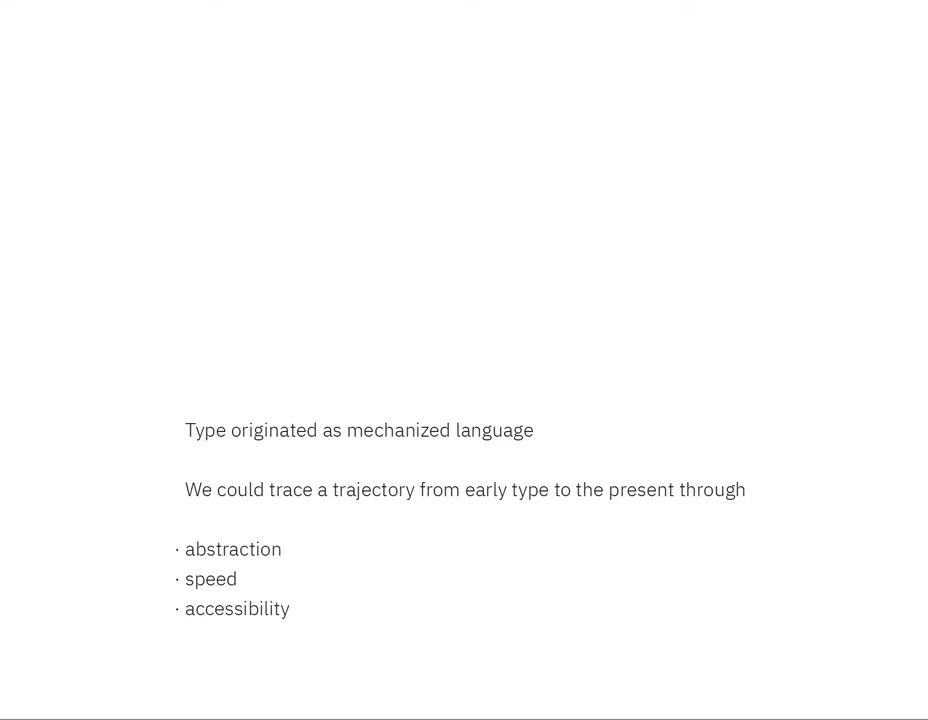 Type originated as mechanized language
We could trace a trajectory from early type to the present through
· abstraction
· speed
· accessibility